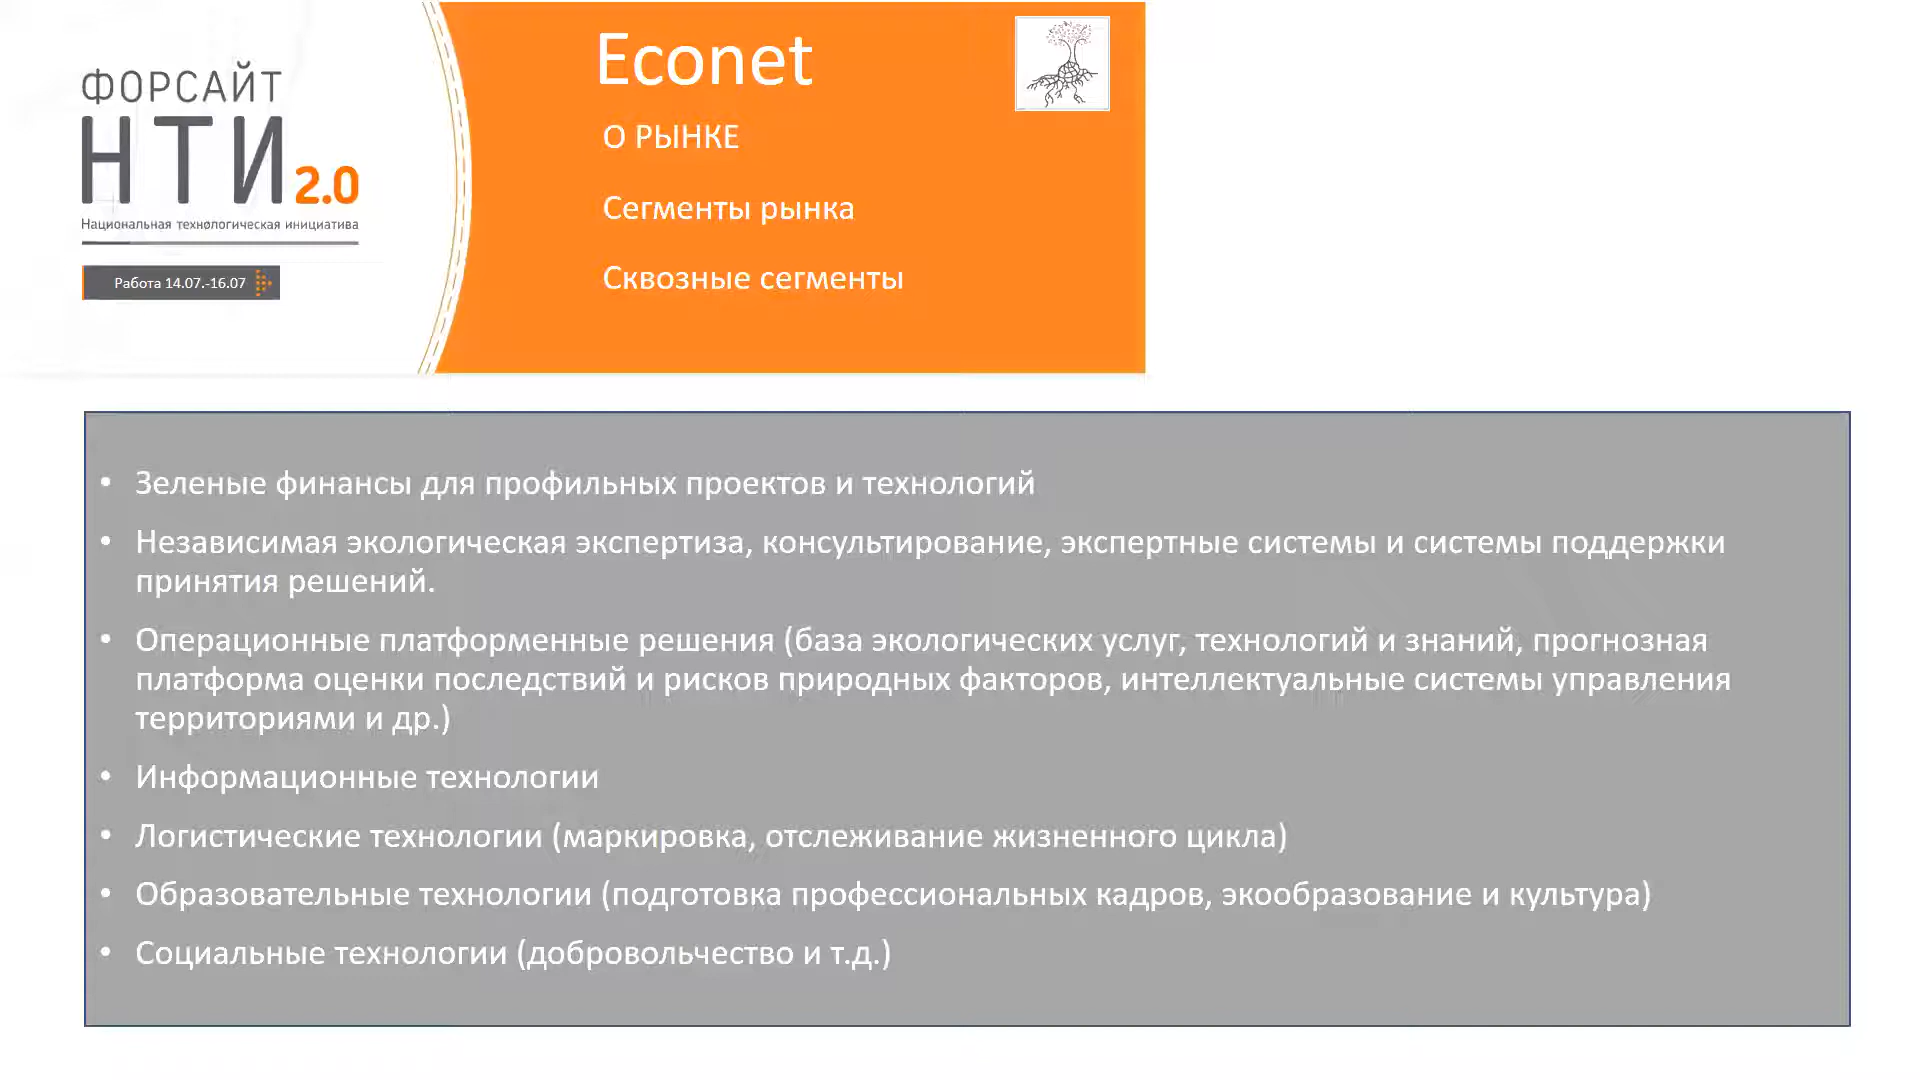 ФОРСАЙТ
НТИ 2.0
Национальная технологическая инициатива
Работа 14.07.-16.07
Econet
О РЫНКЕ
Сегменты рынка
Сквозные сегменты
• Зеленые финансы для профильных проектов и технологий
• Независимая экологическая экспертиза, консультирование, экспертные системы и системы поддержки
принятия решений.
• Операционные платформенные решения (база экологических услуг, технологий и знаний, прогнозная
платформа оценки последствий и рисков природных факторов, интеллектуальные системы управления
территориями и др.)
• Информационные технологии
• Логистические технологии (маркировка, отслеживание жизненного цикла)
• Образовательные технологии (подготовка профессиональных кадров, экообразование и культура)
• Социальные технологии (добровольчество и т.д.)